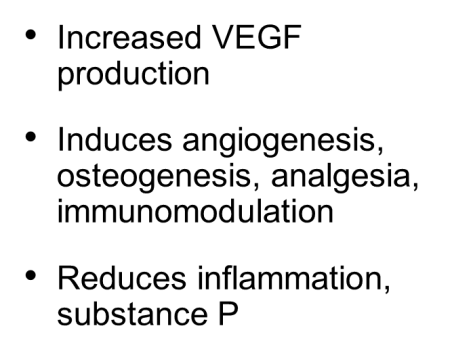 • Increased VEGF
production
• Induces angiogenesis,
osteogenesis, analgesia,
immunomodulation
• Reduces inflammation,
substance P